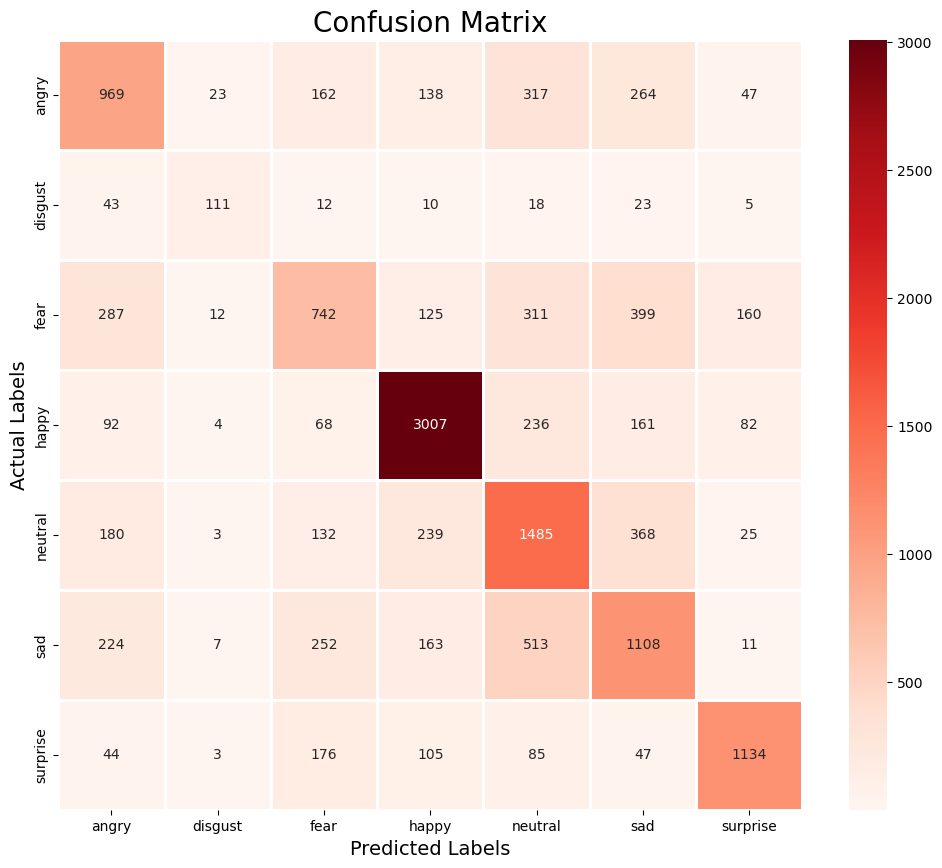 Confusion Matrix
angry 969 23 162 138 317 264 47
disgust 43 111 12 10 18 23 5
fear 287 12 742 125 311 399 160
happy 92 4 68 3007 236 161 82
neutral 180 3 132 239 1485 368 25
sad 224 7 252 163 513 1108 11
surprise 44 3 176 105 85 47 1134
angry disgust fear happy neutral sad surprise
Actual Labels
Predicted Labels
3000
2500
2000
1500
1000
500